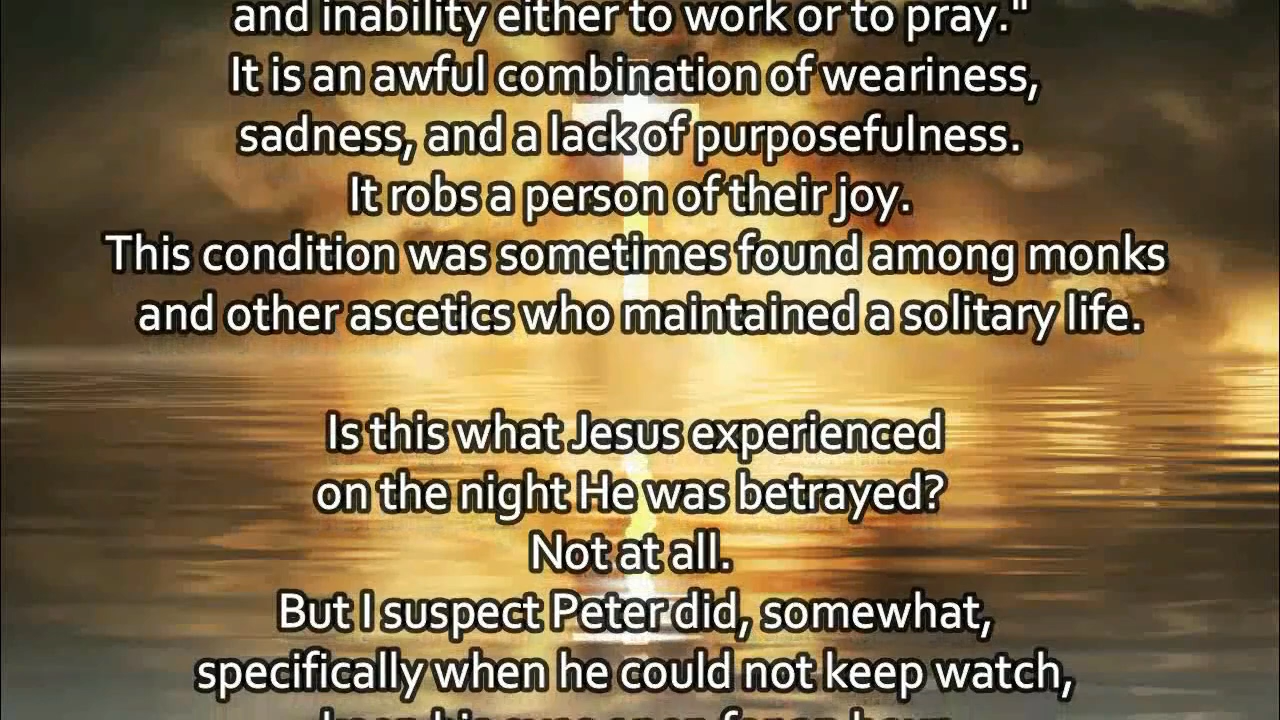 and inability either to work or to pray."
It is an awful combination of weariness,
sadness, and a lack of purposefulness.
It robs a person of their joy.
This condition was sometimes found among monks
and other ascetics who maintained a solitary life.
Is this what Jesus experienced
on the night He was betrayed?
Not at all.
But I suspect Peter did, somewhat,
specifically when he could not keep watch,